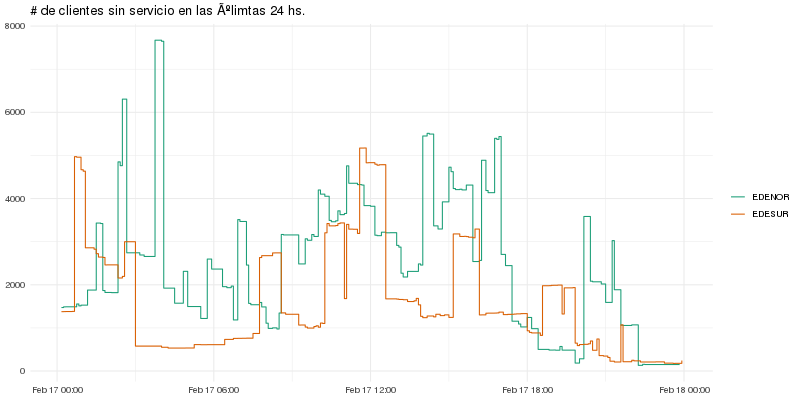 # de clientes sin servicio en las Ãºlimtas 24 hs.
8000
6000
4000
2000
0
Feb 17 00:00
Feb 17 06:00
Feb 17 12:00
Feb 17 18:00
Feb 18 00:00
EDENOR
EDESUR